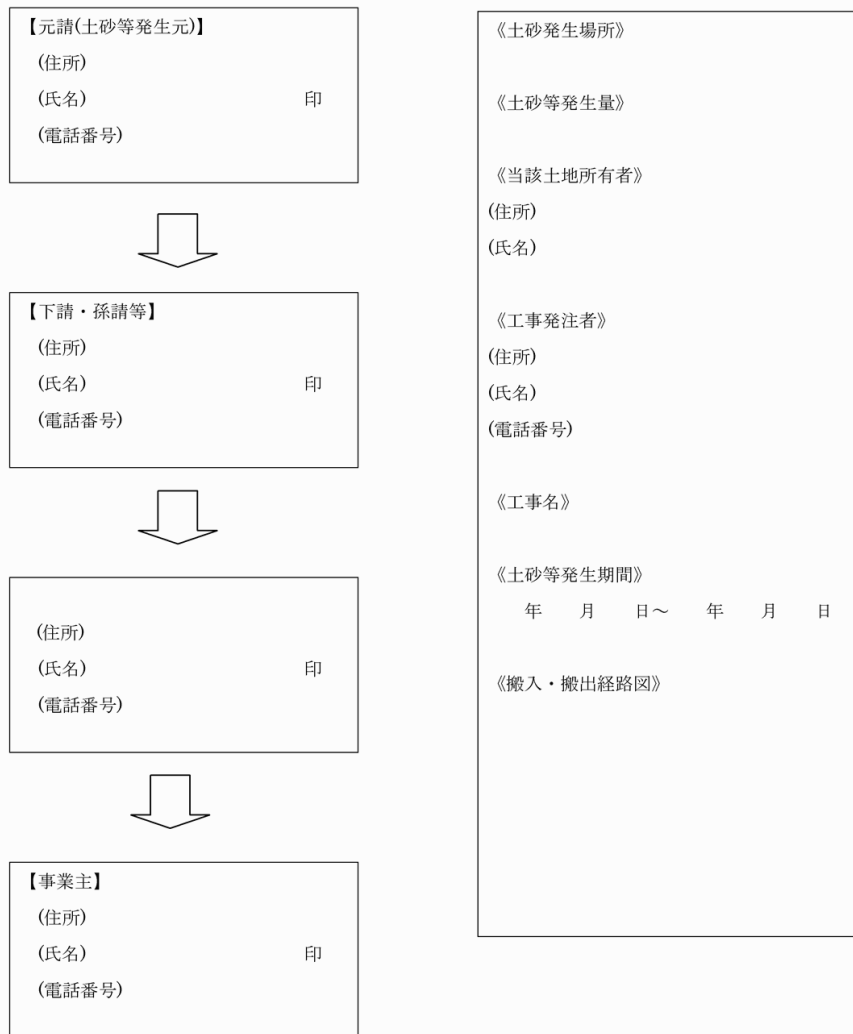 【元請(土砂等発生元)】
(住所)
(氏名) 印
(電話番号)
【下請・孫請等】
(住所)
(氏名) 印
(電話番号)
(住所)
(氏名) 印
(電話番号)
【事業主】
(住所)
(氏名) 印
(電話番号)
《土砂発生場所》
《土砂等発生量》
《当該土地所有者》
(住所)
(氏名)
《工事発注者》
(住所)
(氏名)
(電話番号)
《工事名》
《土砂等発生期間》
年 月 日～ 年 月 日
《搬入・搬出経路図》